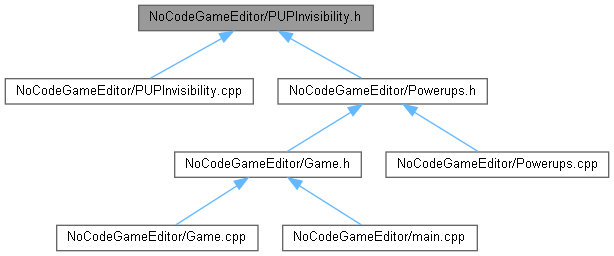 NoCodeGameEditor/PUPInvisibility.h
NoCodeGameEditor/PUPInvisibility.cpp
NoCodeGameEditor/Powerups.h
NoCodeGameEditor/Game.h
NoCodeGameEditor/Powerups.cpp
NoCodeGameEditor/Game.cpp
NoCodeGameEditor/main.cpp